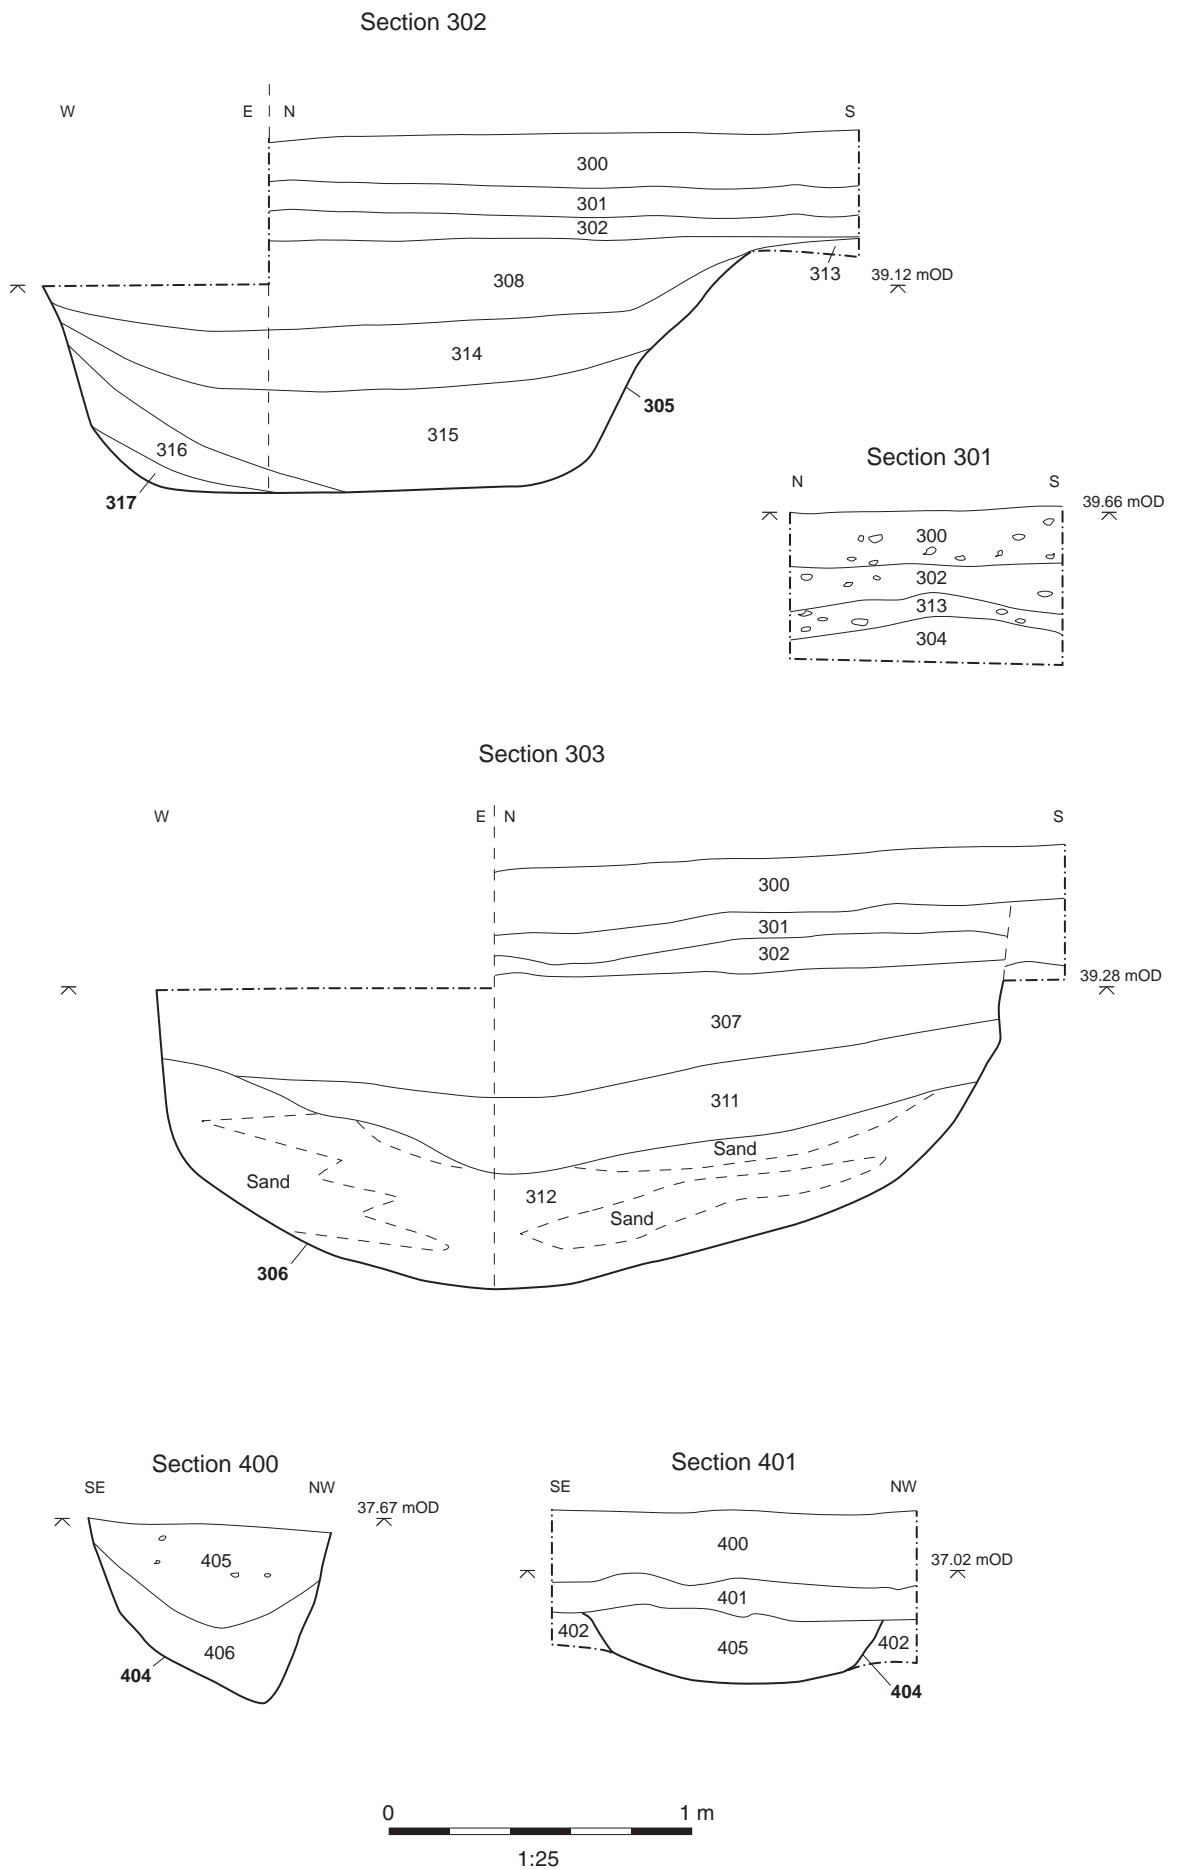 Section 302
W E N S
300
301
302
308
313
39.12 mOD
314
305
315
316
317
Section 301
N S
39.66 mOD
300
302
313
304
Section 303
W E N S
300
301
302
39.28 mOD
307
311
Sand
Sand
312
Sand
306
Section 400
SE NW
37.67 mOD
405
406
404
Section 401
SE NW
400
37.02 mOD
401
402
405
402
404
0 1 m
1:25